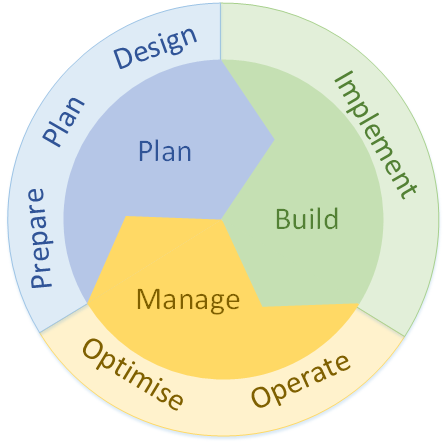 Prepare
Plan
Design
Implement
Operate
Optimise
Plan
Build
Manage